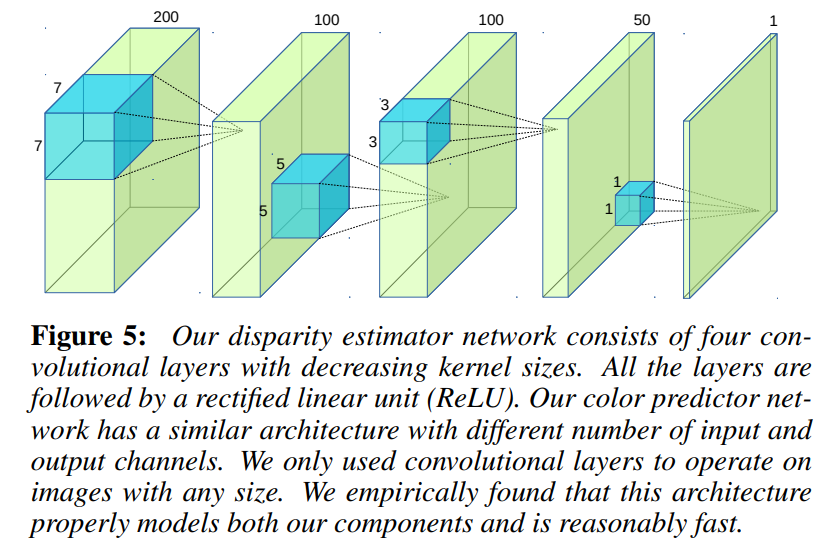 200
100
100
50
1
7
7
5
5
3
3
1
1
Figure 5: Our disparity estimator network consists of four con-
volutional layers with decreasing kernel sizes. All the layers are
followed by a rectified linear unit (ReLU). Our color predictor net-
work has a similar architecture with different number of input and
output channels. We only used convolutional layers to operate on
images with any size. We empirically found that this architecture
properly models both our components and is reasonably fast.